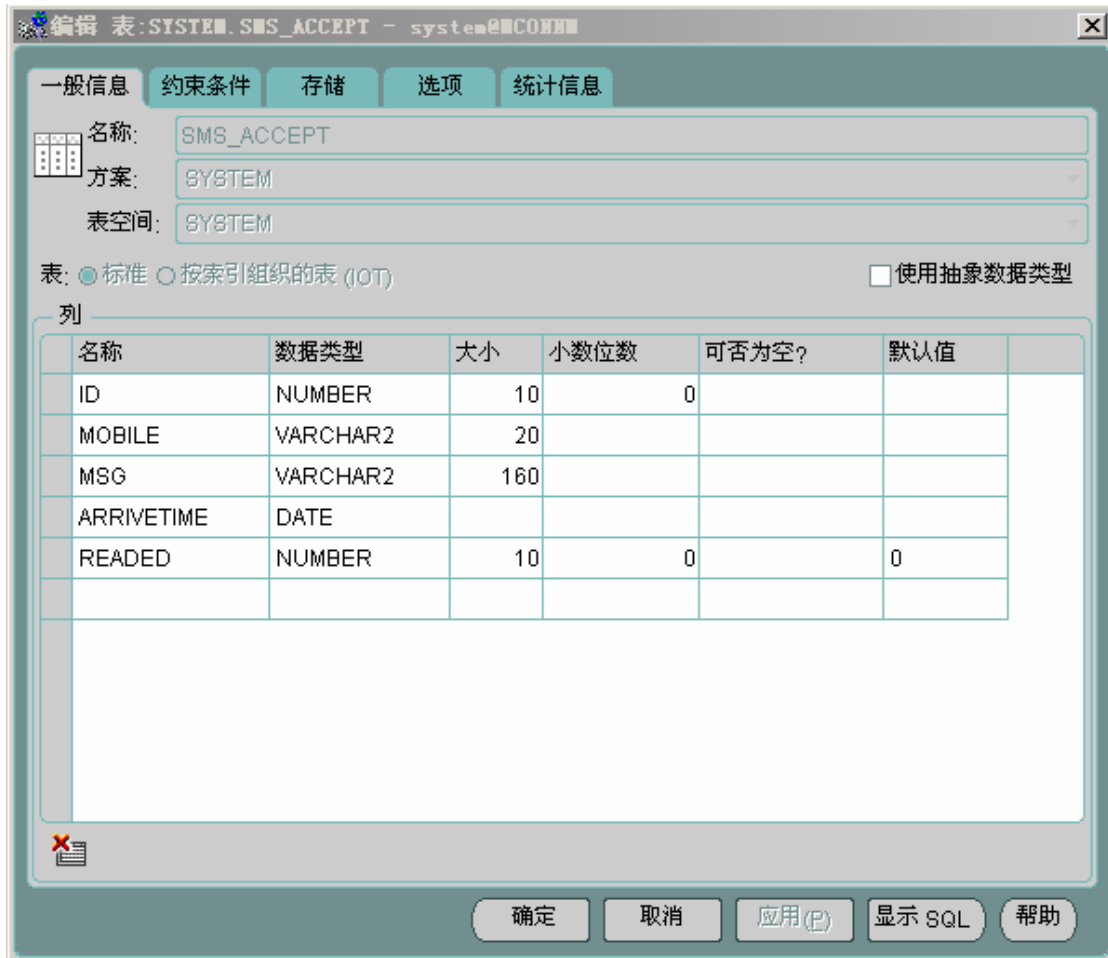 编辑 表:SYSTEM.SMS_ACCEPT - system@MCOMM
一般信息 约束条件 存储 选项 统计信息
名称: SMS_ACCEPT
方案: SYSTEM
表空间: SYSTEM
表: 标准 按索引组织的表 (IOT) 使用抽象数据类型
列
名称 数据类型 大小 小数位数 可否为空? 默认值
ID NUMBER 10 0
MOBILE VARCHAR2 20
MSG VARCHAR2 160
ARRIVETIME DATE
READED NUMBER 10 0 0
确定 取消 应用(P) 显示 SQL 帮助